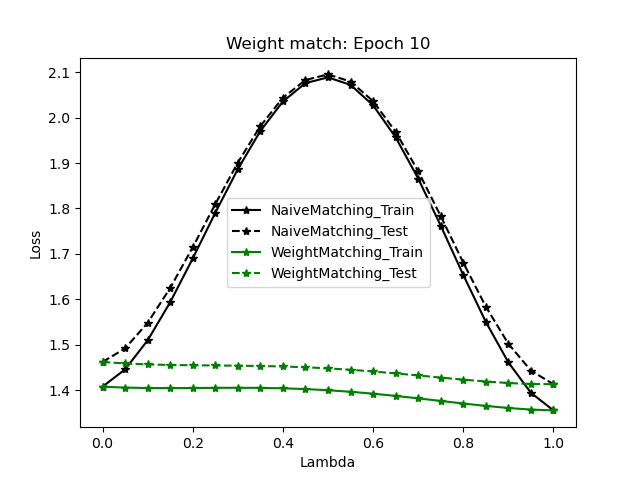 Weight match: Epoch 10
2.1
2.0
1.9
1.8
1.7
1.6
1.5
1.4
Loss
NaiveMatching_Train
NaiveMatching_Test
WeightMatching_Train
WeightMatching_Test
0.0 0.2 0.4 0.6 0.8 1.0
Lambda